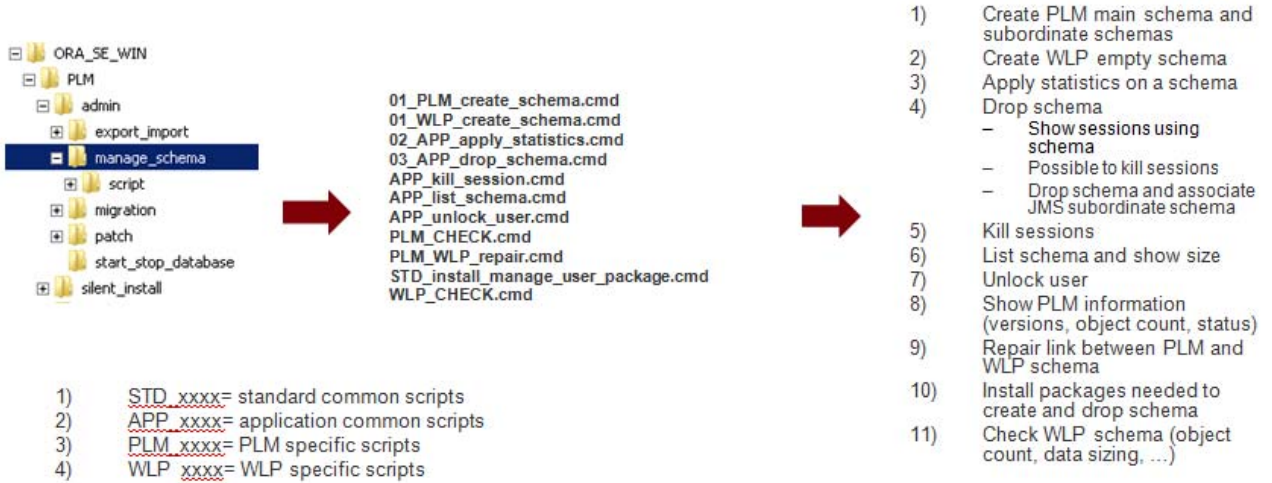 ORA_SE_WIN
PLM
admin
export_import
manage_schema
script
migration
patch
start_stop_database
silent_install
01_PLM_create_schema.cmd
01_WLP_create_schema.cmd
02_APP_apply_statistics.cmd
03_APP_drop_schema.cmd
APP_kill_session.cmd
APP_list_schema.cmd
APP_unlock_user.cmd
PLM_CHECK.cmd
PLM_WLP_repair.cmd
STD_install_manage_user_package.cmd
WLP_CHECK.cmd
1) Create PLM main schema and
subordinate schemas
2) Create WLP empty schema
3) Apply statistics on a schema
4) Drop schema
– Show sessions using
schema
– Possible to kill sessions
– Drop schema and associate
JMS subordinate schema
5) Kill sessions
6) List schema and show size
7) Unlock user
8) Show PLM information
(versions, object count, status)
9) Repair link between PLM and
WLP schema
10) Install packages needed to
create and drop schema
11) Check WLP schema (object
count, data sizing, ...)
1) STD_xxxx= standard common scripts
2) APP_xxxx= application common scripts
3) PLM_xxxx= PLM specific scripts
4) WLP_xxxx= WLP specific scripts